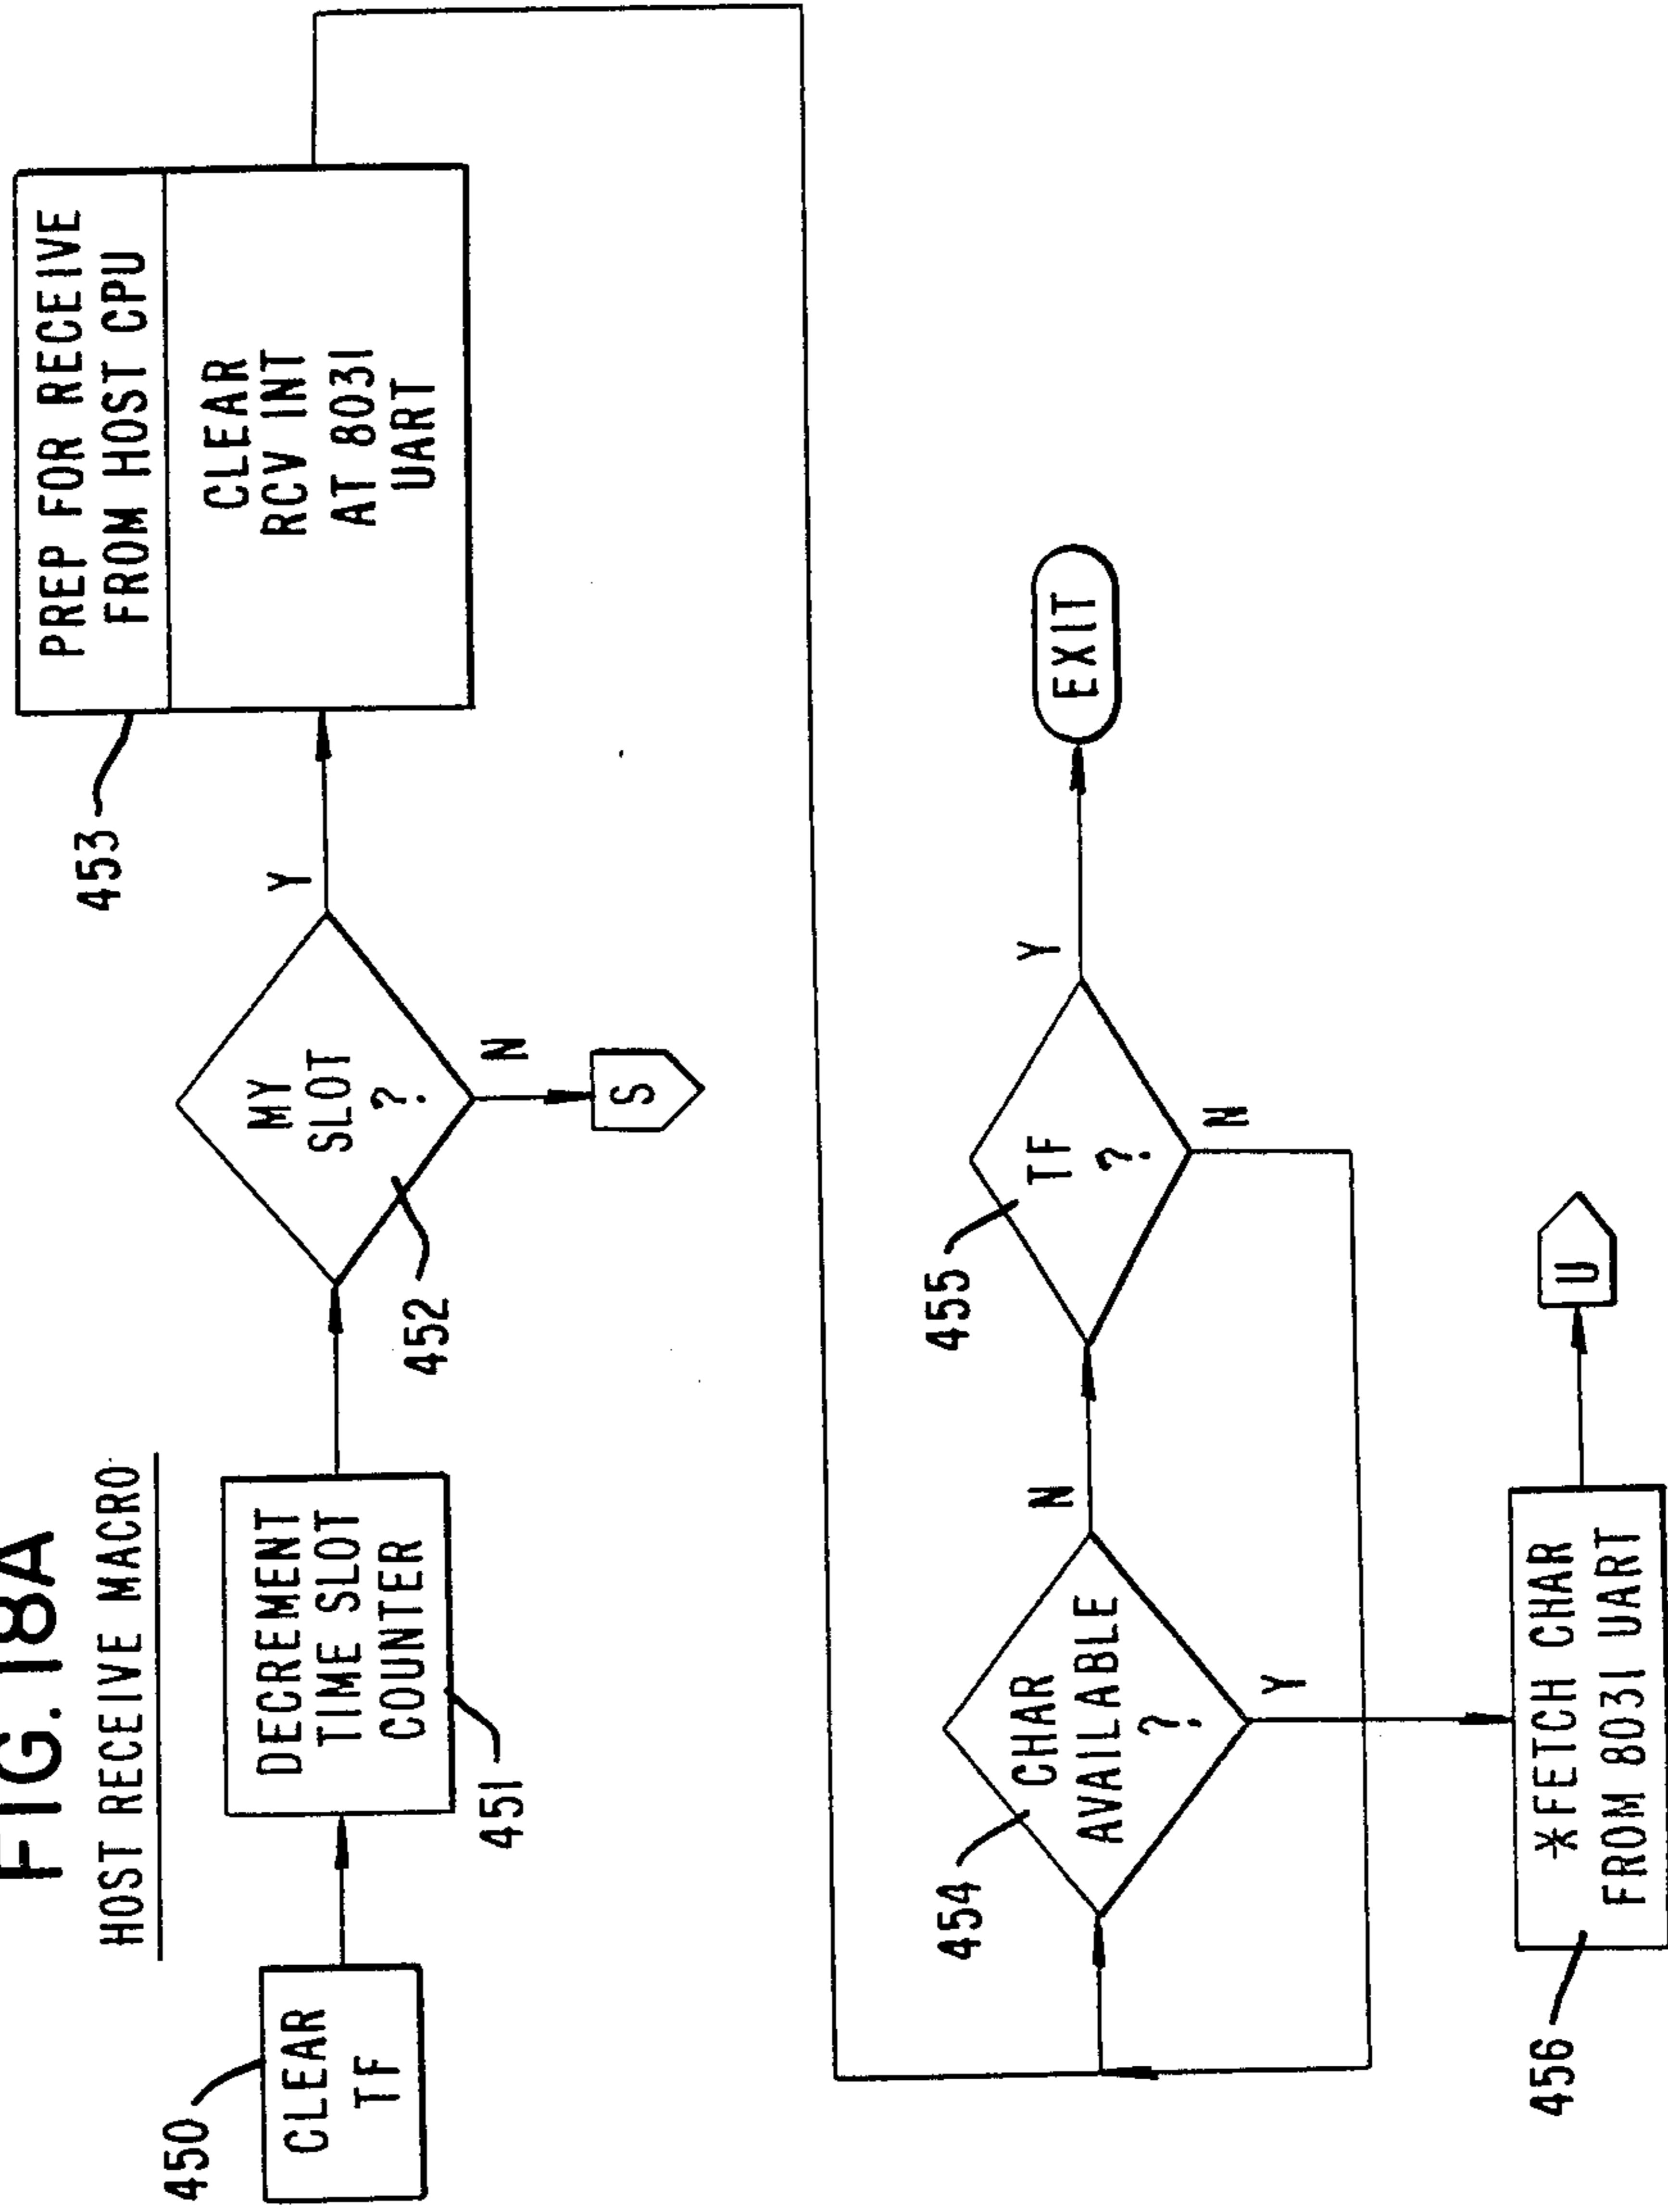 FIG. 18A
HOST RECEIVE MACRO
450
CLEAR
TF
DECREMENT
TIME SLOT
COUNTER
451
MY
SLOT
?
452
Y
N
S
453
PREP FOR RECEIVE
FROM HOST CPU
CLEAR
RCV INT
AT 8031
UART
454
CHAR
AVAILABLE
?
N
Y
455
TF
?
Y
N
EXIT
456
*FETCH CHAR
FROM 8031 UART
U